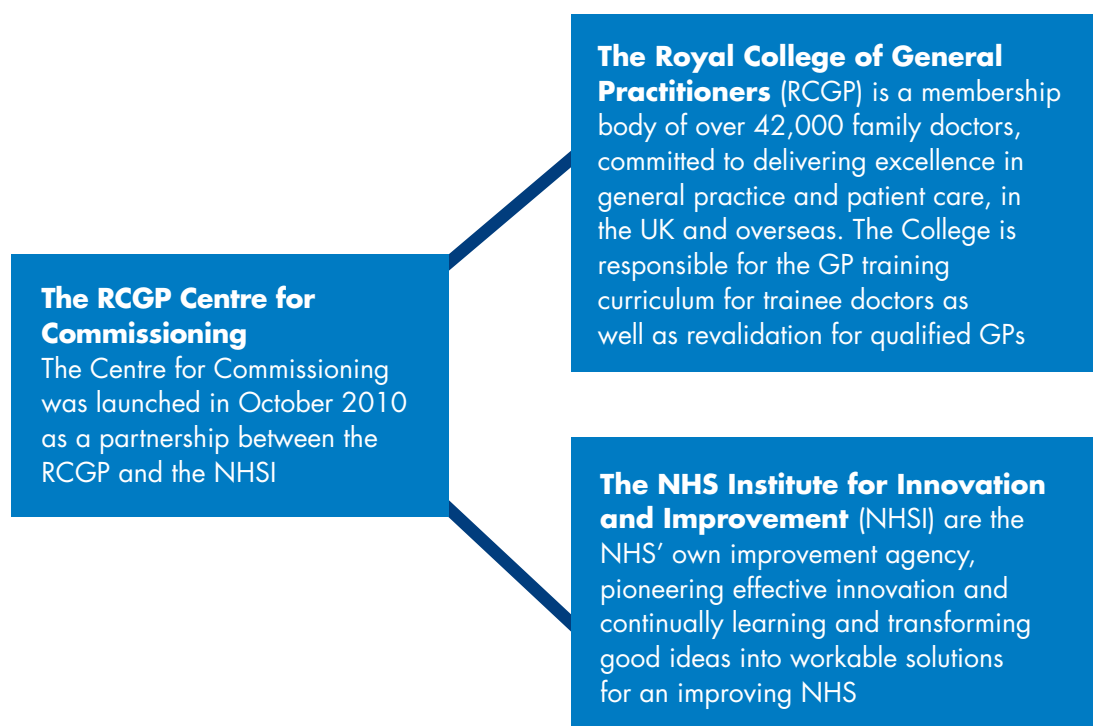 The RCGP Centre for
Commissioning
The Centre for Commissioning
was launched in October 2010
as a partnership between the
RCGP and the NHSI
The Royal College of General
Practitioners (RCGP) is a membership
body of over 42,000 family doctors,
committed to delivering excellence in
general practice and patient care, in
the UK and overseas. The College is
responsible for the GP training
curriculum for trainee doctors as
well as revalidation for qualified GPs
The NHS Institute for Innovation
and Improvement (NHSI) are the
NHS’ own improvement agency,
pioneering effective innovation and
continually learning and transforming
good ideas into workable solutions
for an improving NHS